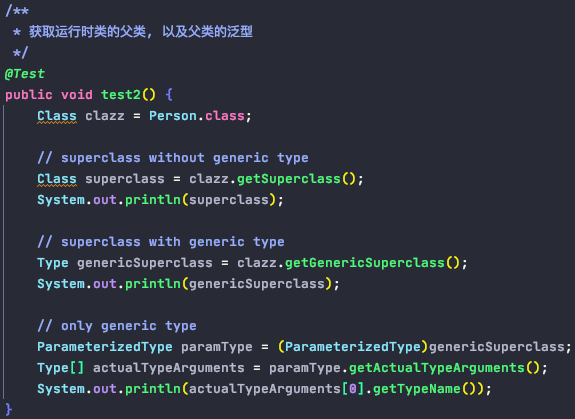 /**
 * 获取运行时类的父类, 以及父类的泛型
 */
@Test
public void test2() {
    Class clazz = Person.class;

    // superclass without generic type
    Class superclass = clazz.getSuperclass();
    System.out.println(superclass);

    // superclass with generic type
    Type genericSuperclass = clazz.getGenericSuperclass();
    System.out.println(genericSuperclass);

    // only generic type
    ParameterizedType paramType = (ParameterizedType)genericSuperclass;
    Type[] actualTypeArguments = paramType.getActualTypeArguments();
    System.out.println(actualTypeArguments[0].getTypeName());
}